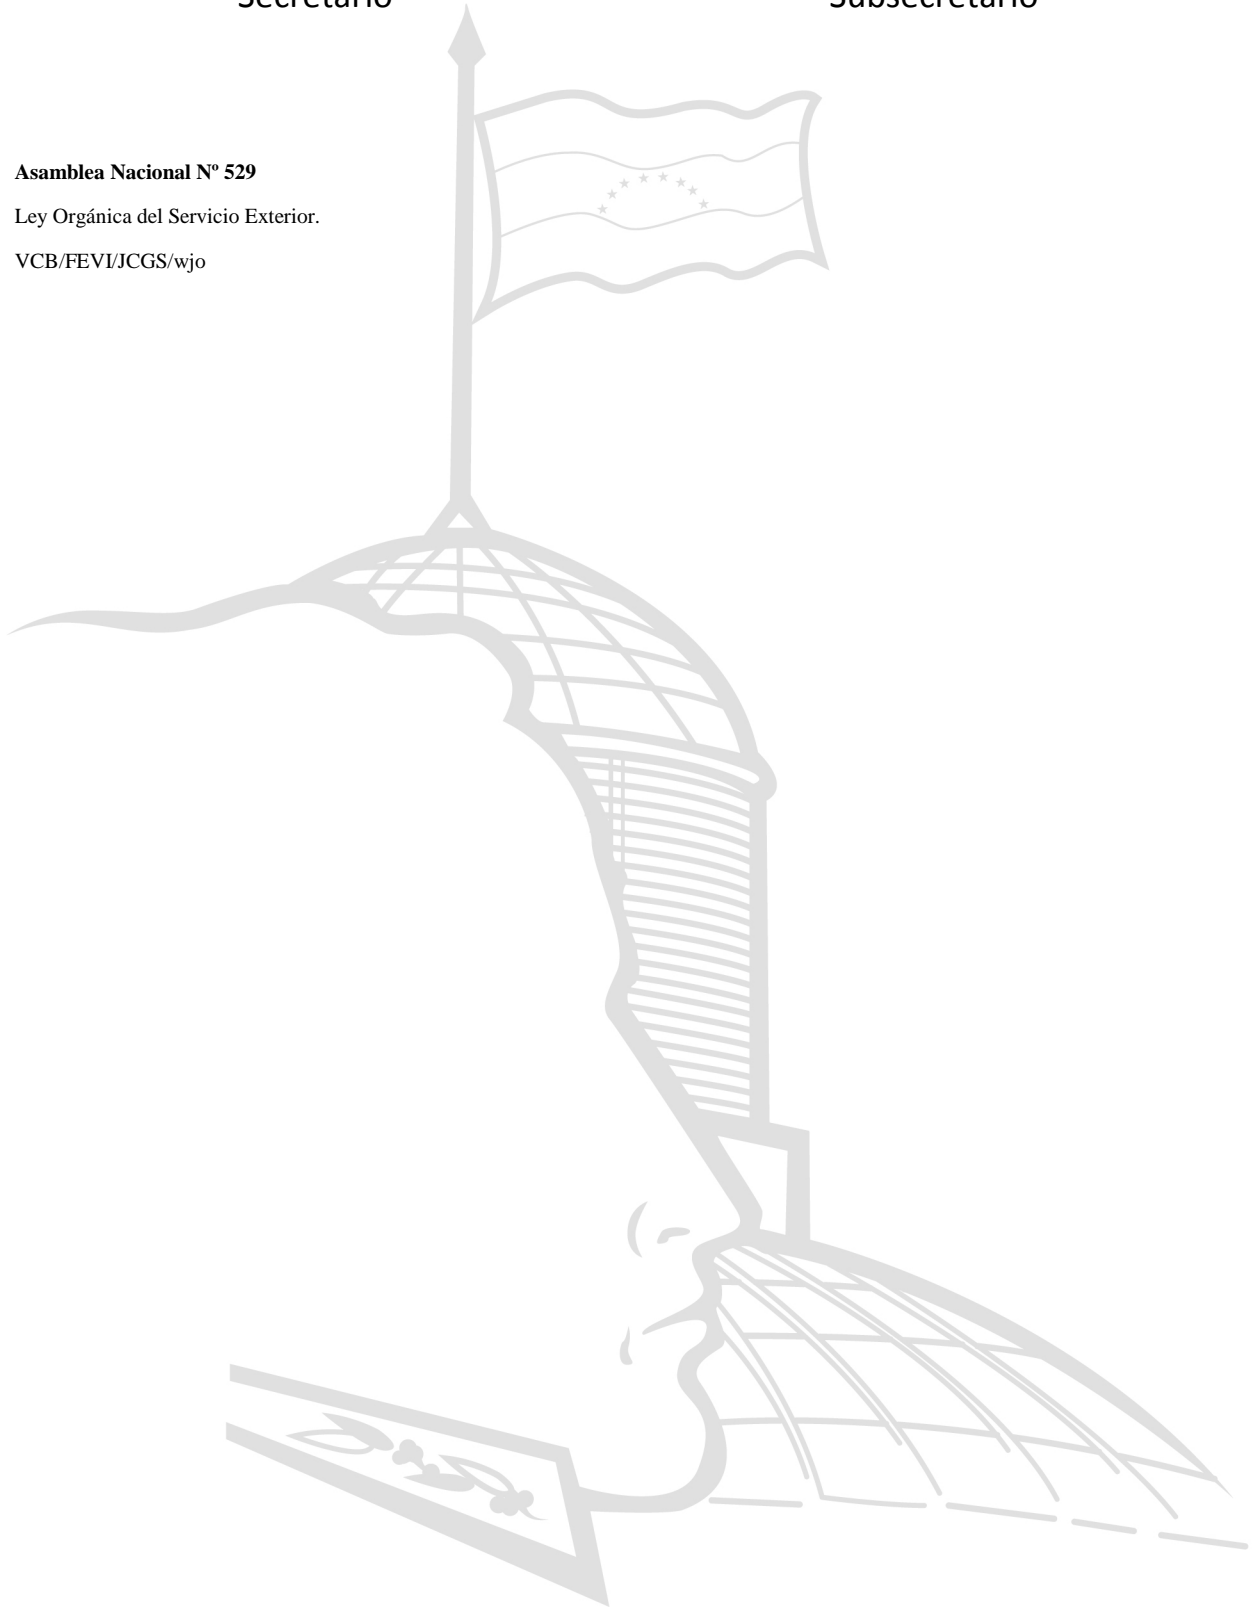 Secretario Subsecretario
Asamblea Nacional Nº 529
Ley Orgánica del Servicio Exterior.
VCB/FEVI/JCGS/wjo